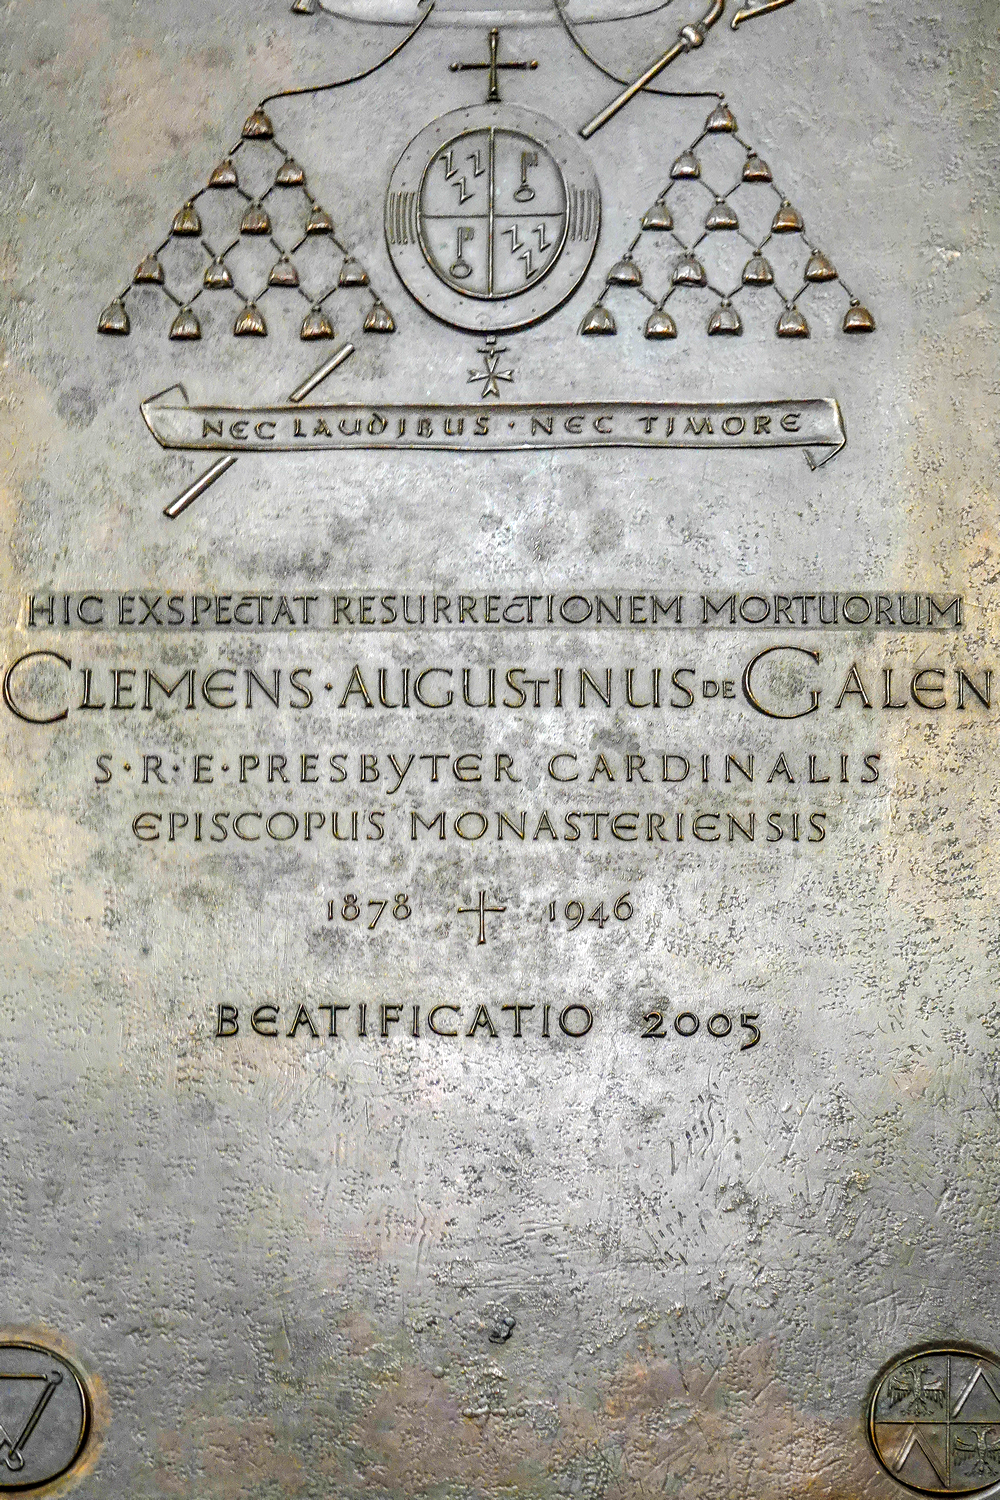 NEC LAUDIBUS · NEC TIMORE
HIC EXSPECTAT RESURRECTIONEM MORTUORUM
CLEMENS · AUGUSTINUS DE GALEN
S·R·E·PRESBYTER CARDINALIS
EPISCOPUS MONASTERIENSIS
1878 1946
BEATIFICATIO 2005